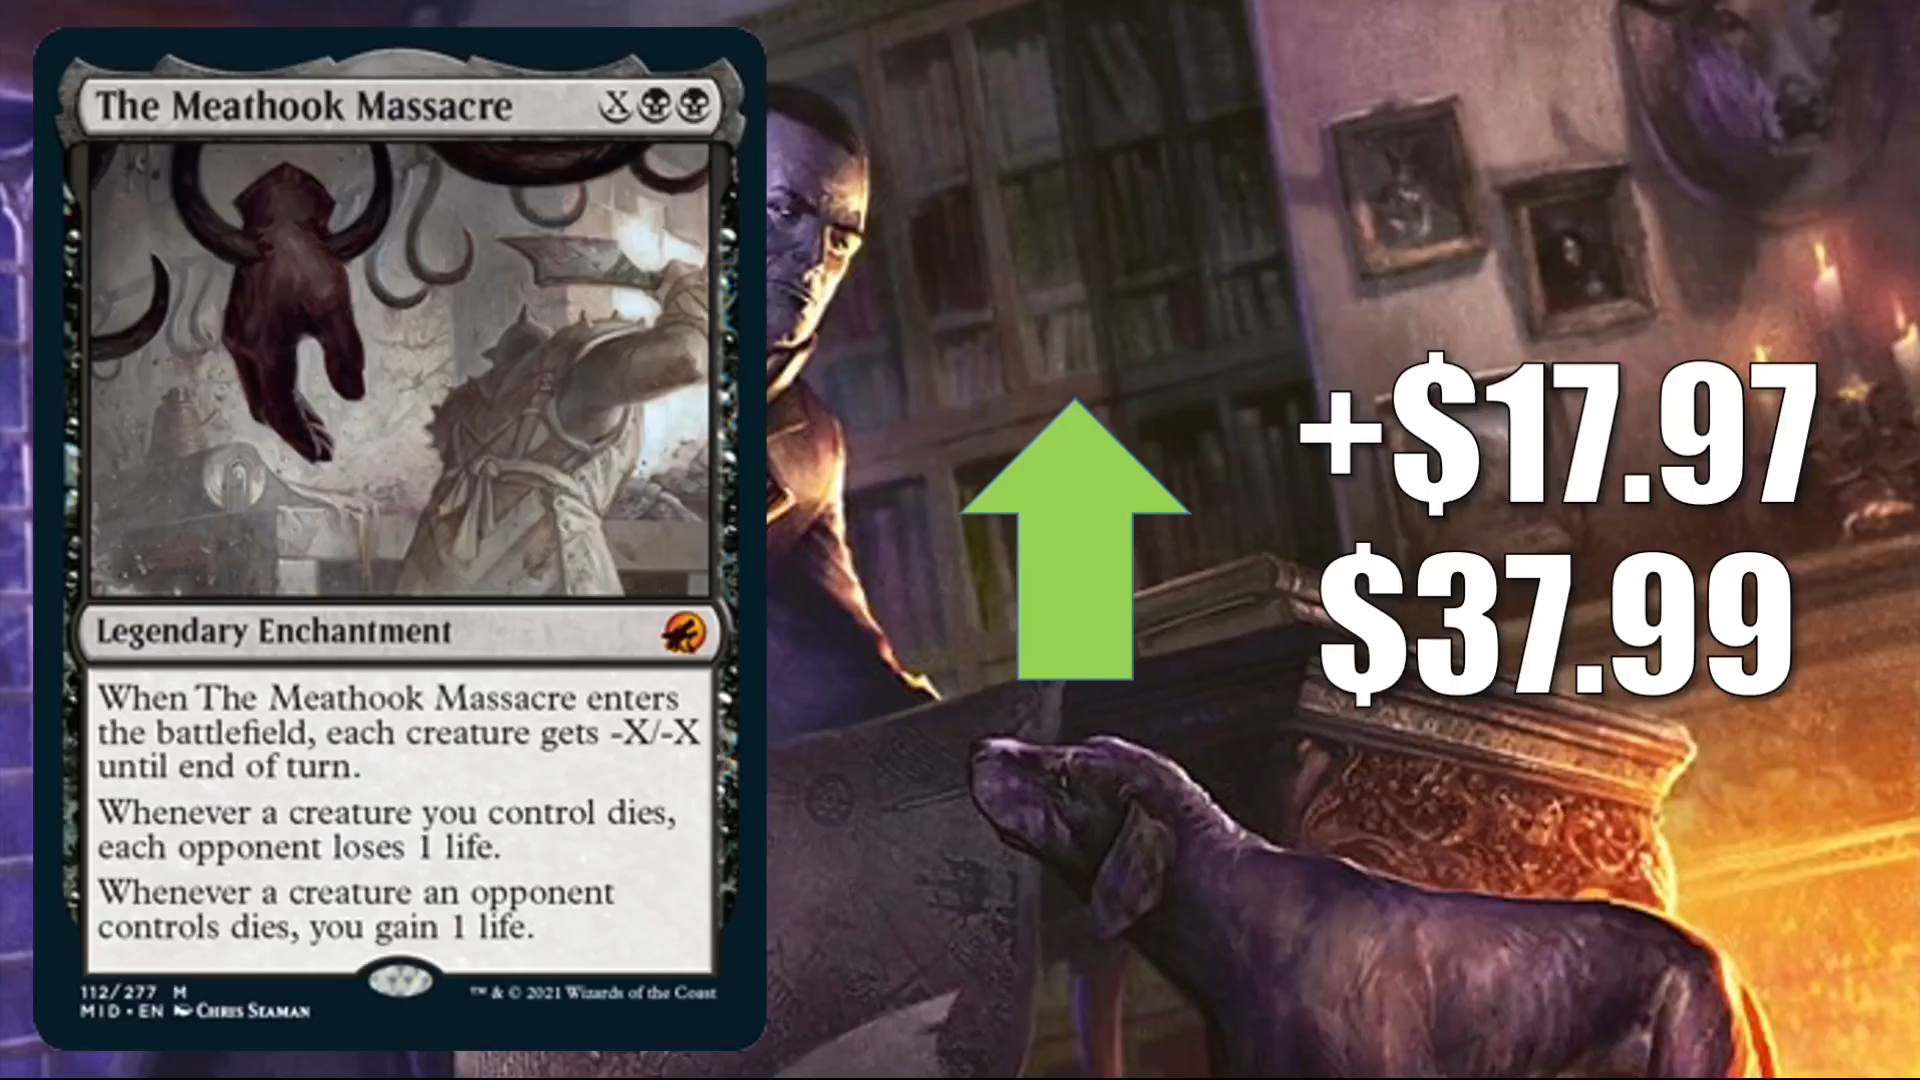 The Meathook Massacre X
Legendary Enchantment
When The Meathook Massacre enters
the battlefield, each creature gets -X/-X
until end of turn.
Whenever a creature you control dies,
each opponent loses 1 life.
Whenever a creature an opponent
controls dies, you gain 1 life.
112/277 M
MID • EN CHRIS SEAMAN
™ & © 2021 Wizards of the Coast
+$17.97
$37.99